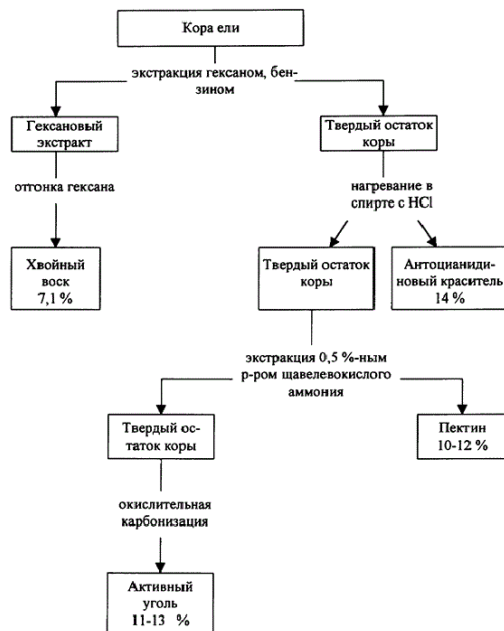 Кора ели
экстракция гексаном, бен-
зином
Гексановый
экстракт
Твердый остаток
коры
отгонка гексана
нагревание в
спирте с HCl
Хвойный
воск
7,1 %
Твердый остаток
коры
Антоцианиди-
новый краситель
14 %
экстракция 0,5 %-ным
р-ром щавелевокислого
аммония
Твердый ос-
таток коры
Пектин
10-12 %
окислительная
карбонизация
Активный
уголь
11-13 %